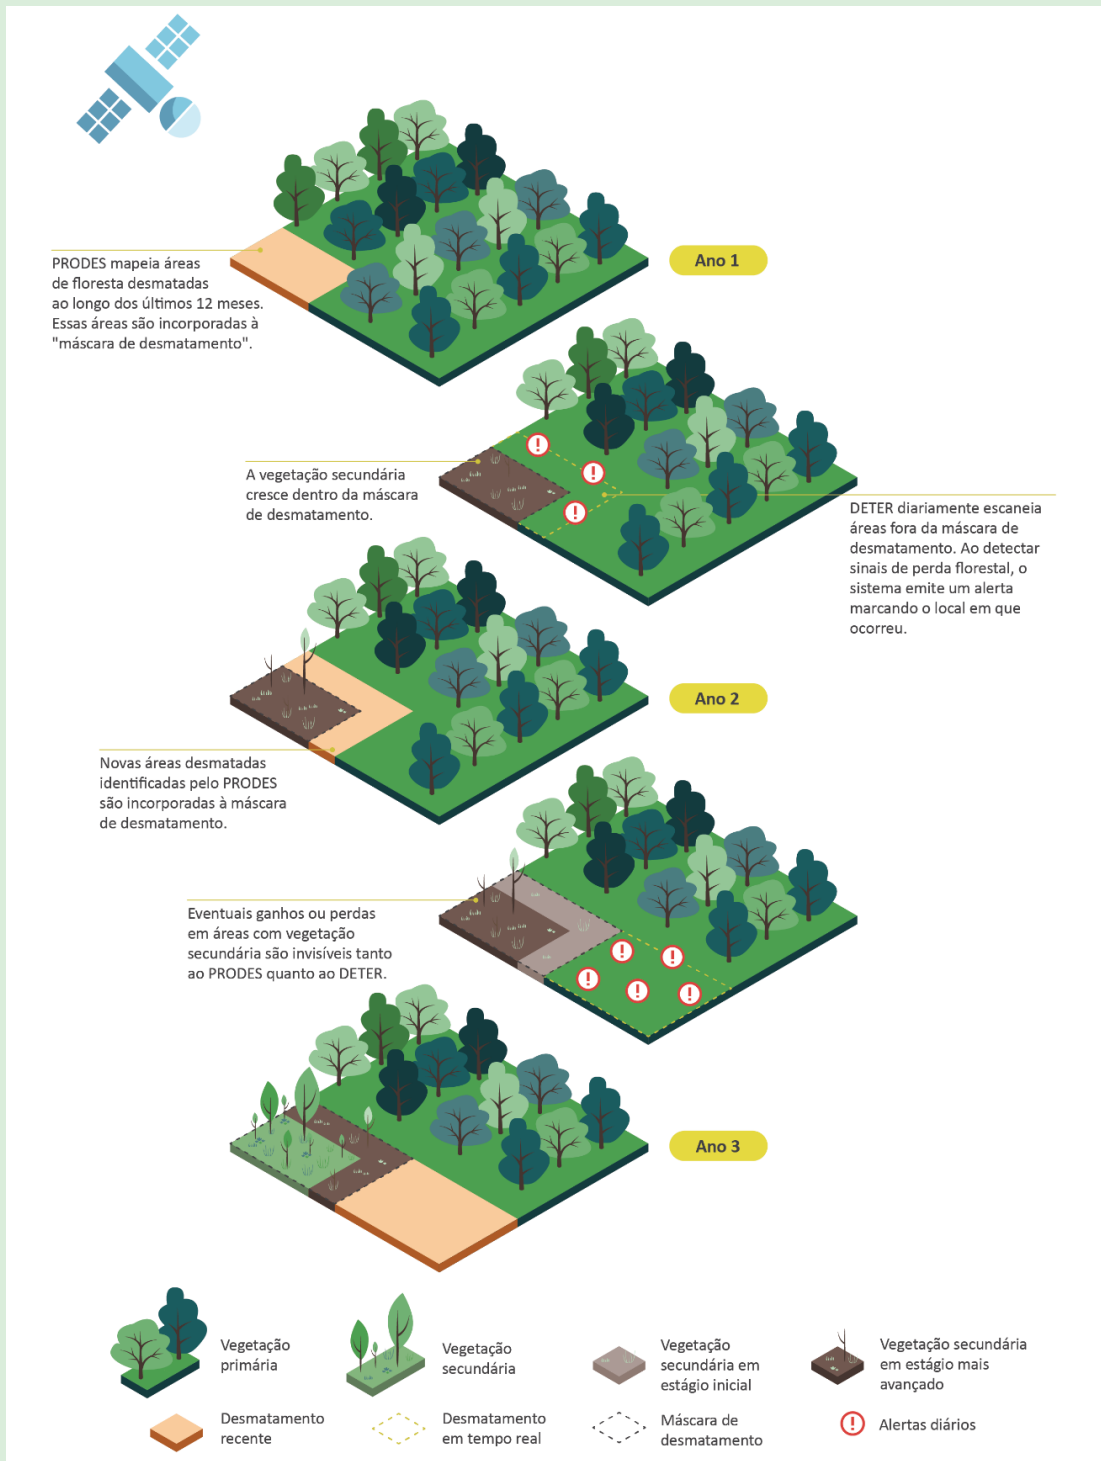 PRODES mapeia áreas
de floresta desmatadas
ao longo dos últimos 12 meses.
Essas áreas são incorporadas à
"máscara de desmatamento".
Ano 1
A vegetação secundária
cresce dentro da máscara
de desmatamento.
DETER diariamente escaneia
áreas fora da máscara de
desmatamento. Ao detectar
sinais de perda florestal, o
sistema emite um alerta
marcando o local em que
ocorreu.
Ano 2
Novas áreas desmatadas
identificadas pelo PRODES
são incorporadas à máscara
de desmatamento.
Eventuais ganhos ou perdas
em áreas com vegetação
secundária são invisíveis tanto
ao PRODES quanto ao DETER.
Ano 3
Vegetação
primária
Vegetação
secundária
Vegetação
secundária em
estágio inicial
Vegetação secundária
em estágio mais
avançado
Desmatamento
recente
Desmatamento
em tempo real
Máscara de
desmatamento
Alertas diários